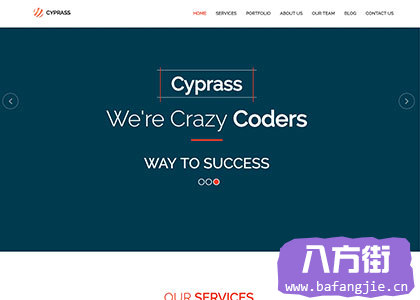 CYPRASS
HOME SERVICES PORTFOLIO ABOUT US OUR TEAM BLOG CONTACT US
Cyprass
We're Crazy Coders
WAY TO SUCCESS
OUR SERVICES
八方街
www.bafangjie.cn